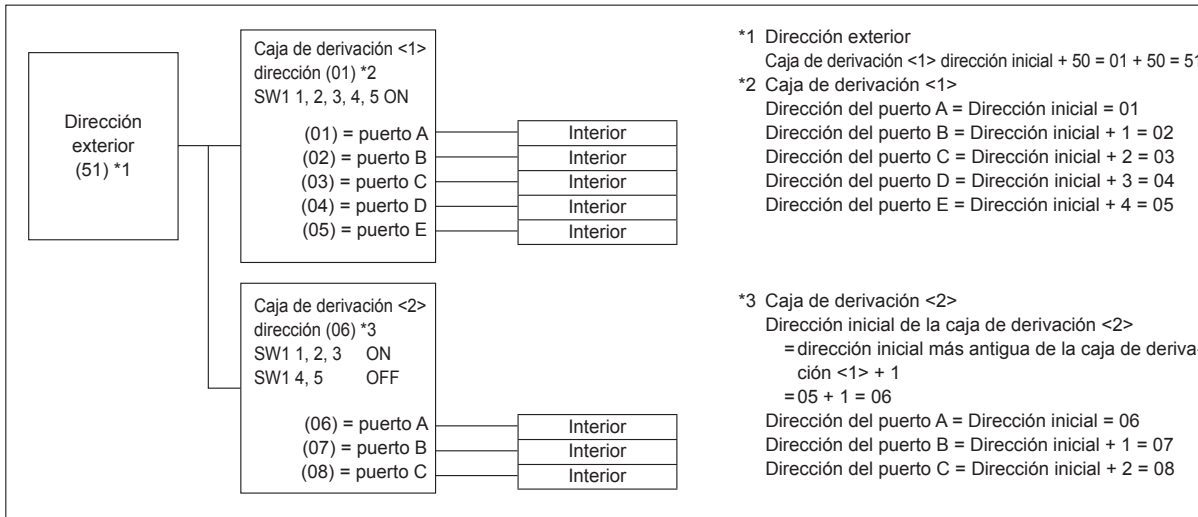 Dirección
exterior
(51) *1
Caja de derivación <1>
dirección (01) *2
SW1 1, 2, 3, 4, 5 ON
(01) = puerto A
(02) = puerto B
(03) = puerto C
(04) = puerto D
(05) = puerto E
Interior
Interior
Interior
Interior
Interior
Caja de derivación <2>
dirección (06) *3
SW1 1, 2, 3 ON
SW1 4, 5 OFF
(06) = puerto A
(07) = puerto B
(08) = puerto C
Interior
Interior
Interior
*1 Dirección exterior
Caja de derivación <1> dirección inicial + 50 = 01 + 50 = 51
*2 Caja de derivación <1>
Dirección del puerto A = Dirección inicial = 01
Dirección del puerto B = Dirección inicial + 1 = 02
Dirección del puerto C = Dirección inicial + 2 = 03
Dirección del puerto D = Dirección inicial + 3 = 04
Dirección del puerto E = Dirección inicial + 4 = 05
*3 Caja de derivación <2>
Dirección inicial de la caja de derivación <2>
= dirección inicial más antigua de la caja de deriva-
ción <1> + 1
= 05 + 1 = 06
Dirección del puerto A = Dirección inicial = 06
Dirección del puerto B = Dirección inicial + 1 = 07
Dirección del puerto C = Dirección inicial + 2 = 08